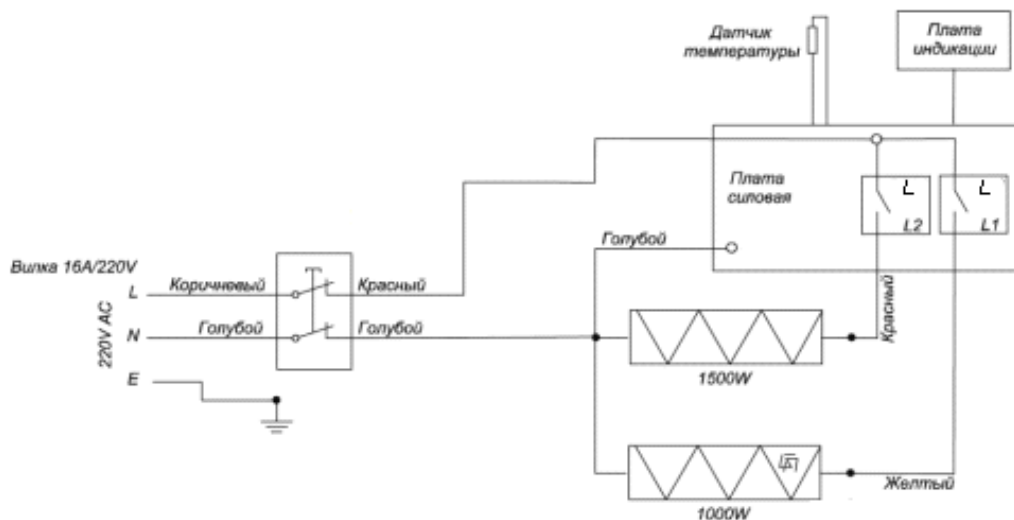 Датчик
температуры
Плата
индикации
Плата
силовая
L
L
L2
L1
Голубой
Вилка 16А/220V
L
Коричневый
Красный
N
Голубой
Голубой
220V AC
E
Красный
1500W
Желтый
1000W